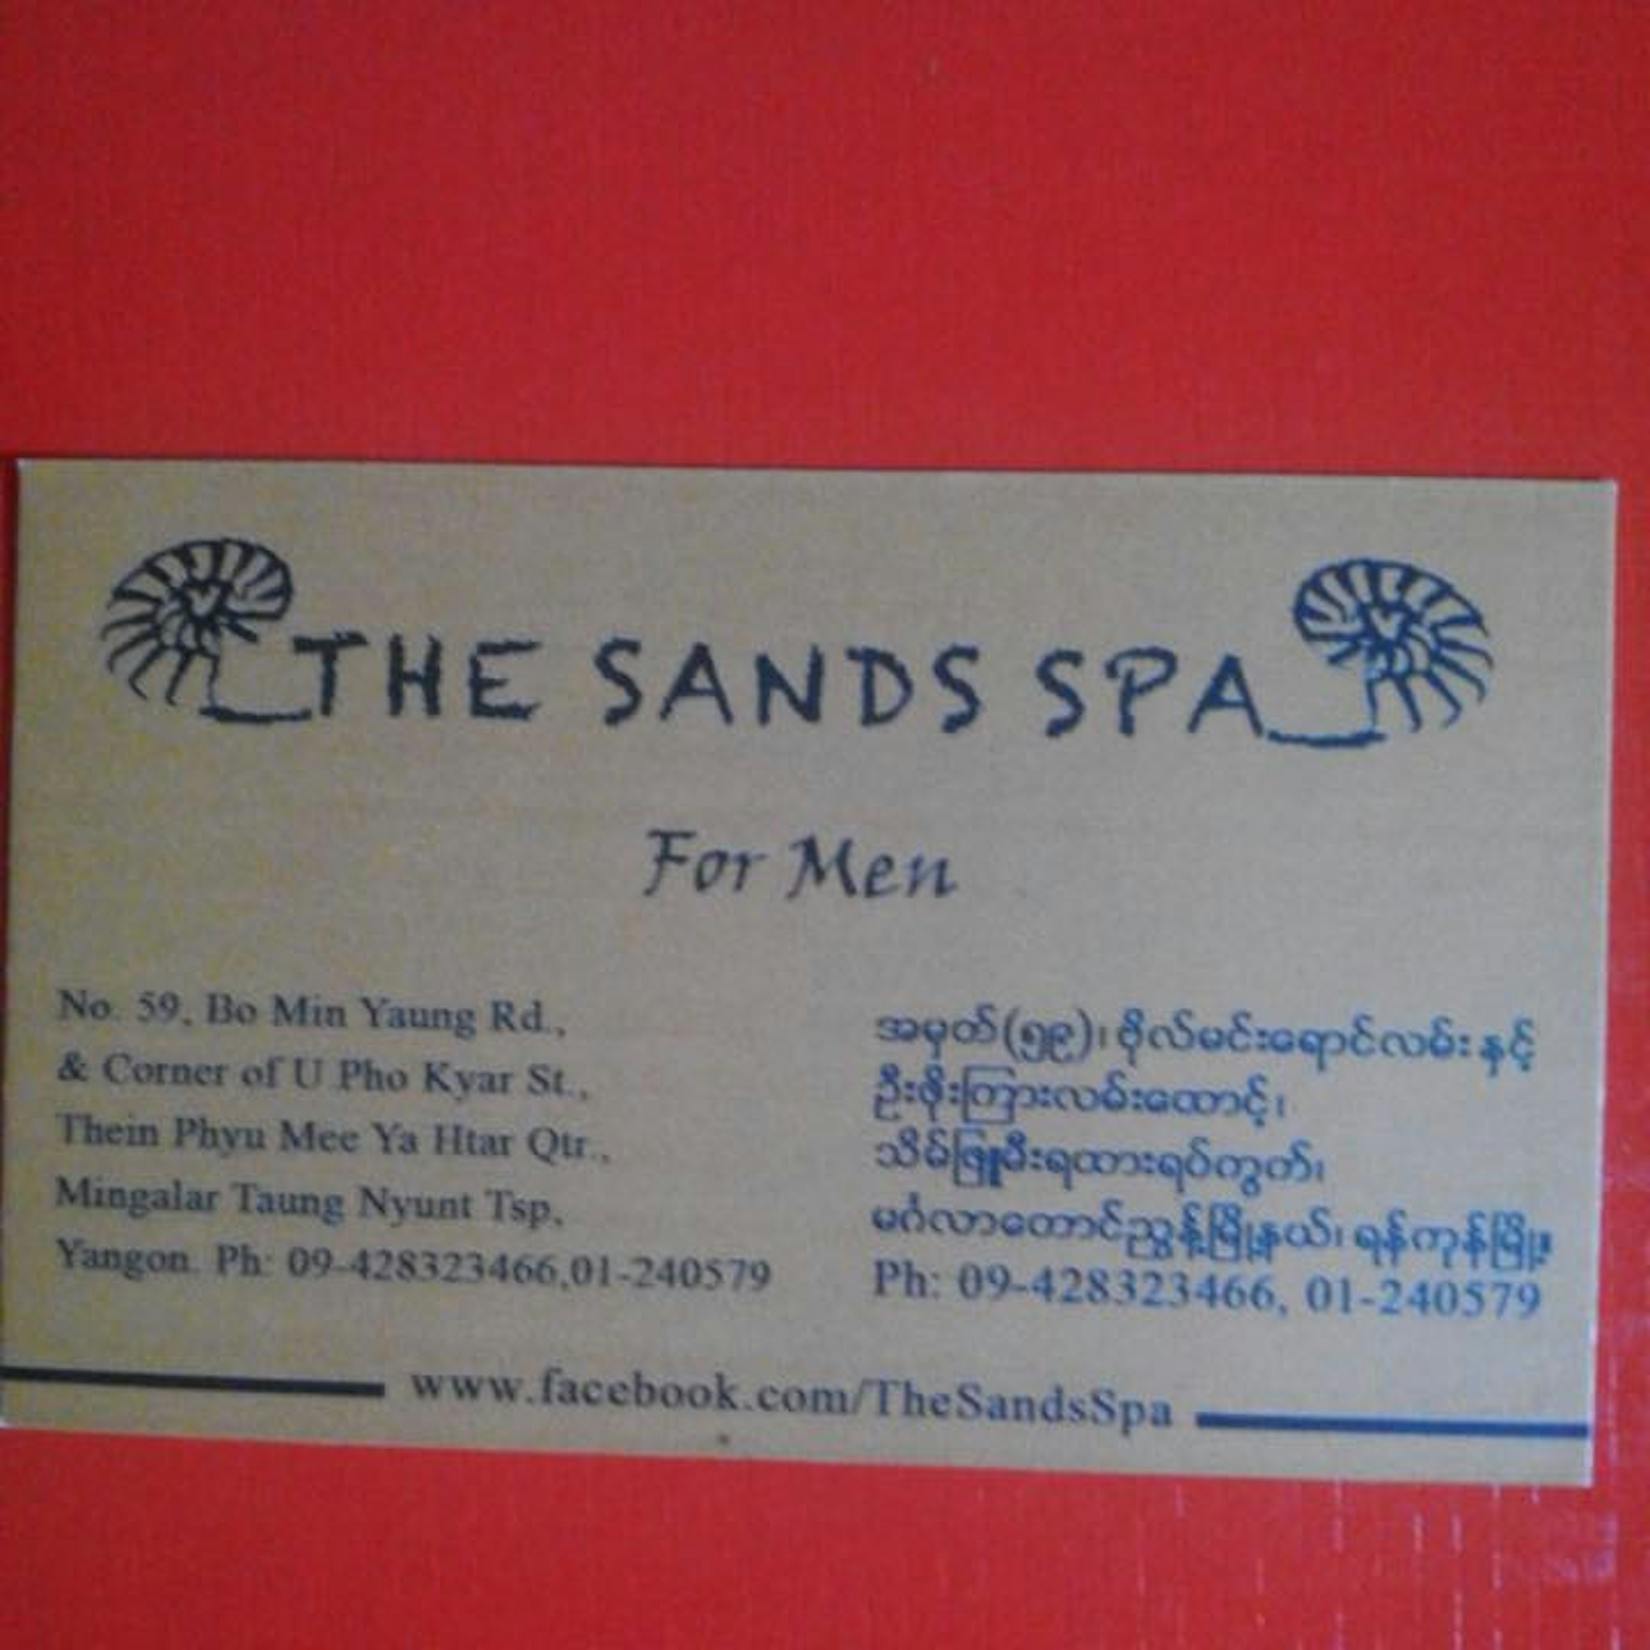 THE SANDS SPA
For Men
No. 59, Bo Min Yaung Rd.,
& Corner of U Pho Kyar St.,
Thein Phyu Mee Ya Htar Qtr.,
Mingalar Taung Nyunt Tsp,
Yangon. Ph: 09-428323466,01-240579
အမှတ်(၅၉)၊ ဗိုလ်မင်းရောင်လမ်းနှင့်
ဦးဖိုးကြားလမ်းထောင့်၊
သိမ်ဖြူမီးရထားရပ်ကွက်၊
မင်္ဂလာတောင်ညွန့်မြို့နယ်၊ ရန်ကုန်မြို့။
Ph: 09-428323466, 01-240579
www.facebook.com/TheSandsSpa